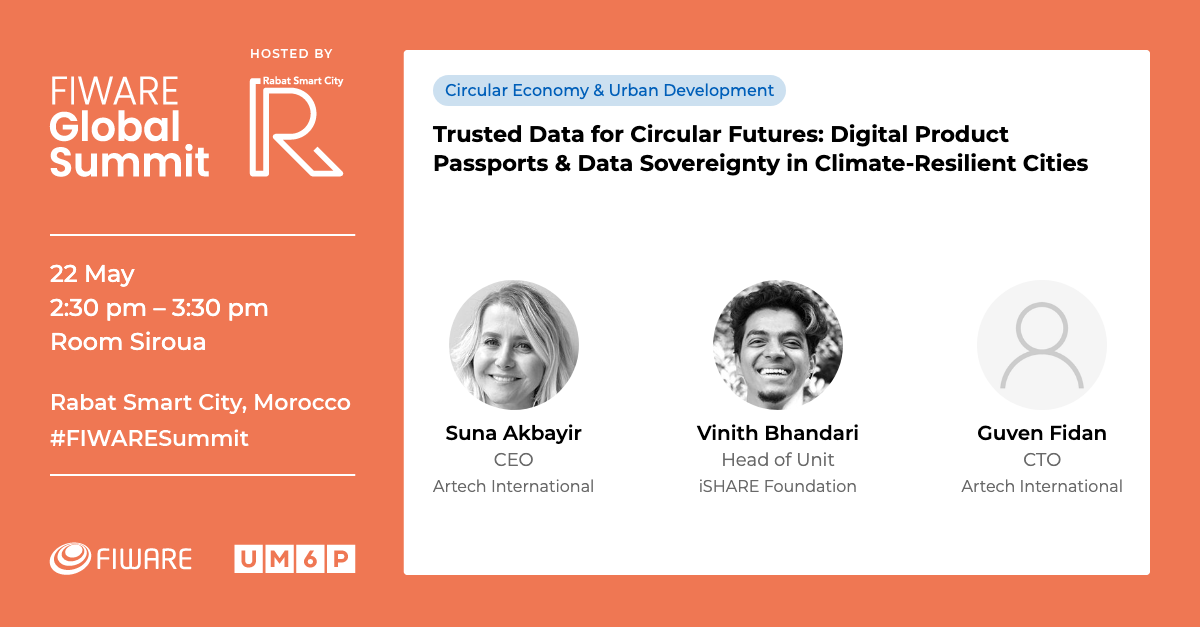 FIWARE
Global
Summit
HOSTED BY
Rabat Smart City
R
22 May
2:30 pm – 3:30 pm
Room Siroua
Rabat Smart City, Morocco
#FIWARESummit
FIWARE
UM6P
Circular Economy & Urban Development
Trusted Data for Circular Futures: Digital Product
Passports & Data Sovereignty in Climate-Resilient Cities
Suna Akbayir
CEO
Artech International
Vinith Bhandari
Head of Unit
iSHARE Foundation
Guven Fidan
CTO
Artech International